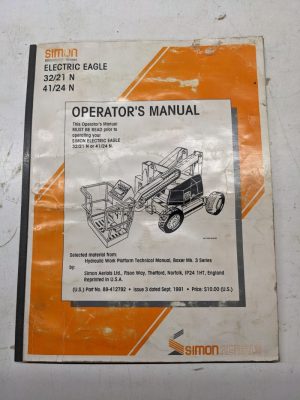 SIMON
ELECTRIC EAGLE
32/21 N
41/24 N
OPERATOR'S MANUAL
This Operator's Manual
MUST BE READ prior to
operating your
SIMON ELECTRIC EAGLE
32/21 N or 41/24 N.
Selected material from:
Hydraulic Work Platform Technical Manual, Boxer Mk. 3 Series
by:
Simon Aerials Ltd., Pison Way, Thetford, Norfolk, IP24 1HT, England
Reprinted in U.S.A.
(U.S.) Part No. 89-412792 • Issue 3 dated Sept. 1991 • Price: $10.00 (U.S.)
SIMON